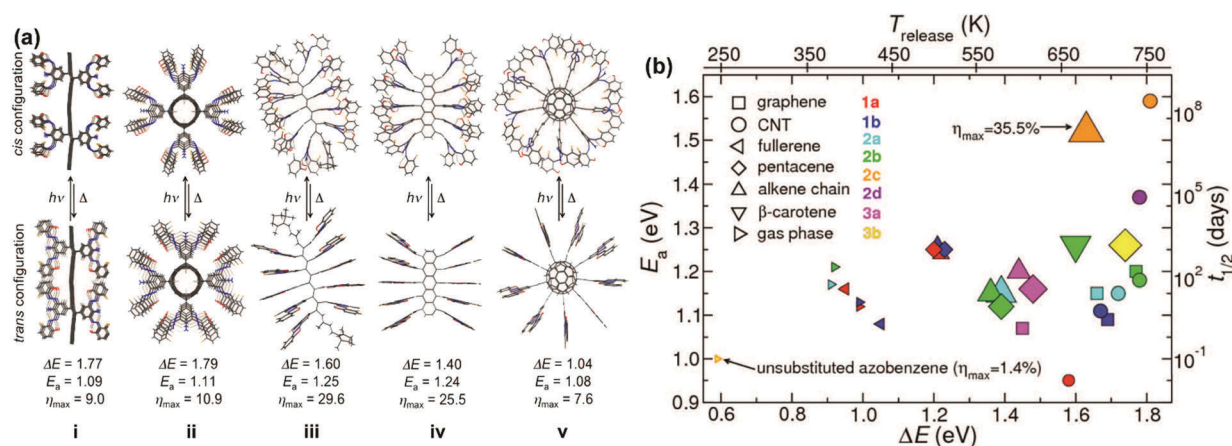 (a)
cis configuration
hν Δ
hν Δ
hν Δ
hν Δ
hν Δ
trans configuration
ΔE = 1.77
Ea = 1.09
ηmax = 9.0
i
ΔE = 1.79
Ea = 1.11
ηmax = 10.9
ii
ΔE = 1.60
Ea = 1.25
ηmax = 29.6
iii
ΔE = 1.40
Ea = 1.24
ηmax = 25.5
iv
ΔE = 1.04
Ea = 1.08
ηmax = 7.6
v
(b)
Trelease (K)
250 350 450 550 650 750
Ea (eV)
1.6
1.5
1.4
1.3
1.2
1.1
1.0
0.9
graphene
CNT
fullerene
pentacene
alkene chain
β-carotene
gas phase
1a
1b
2a
2b
2c
2d
3a
3b
ηmax=35.5%
unsubstituted azobenzene (ηmax=1.4%)
10⁸
10⁵
10²
10⁻¹
t1/2 (days)
0.6 0.8 1.0 1.2 1.4 1.6 1.8
ΔE (eV)